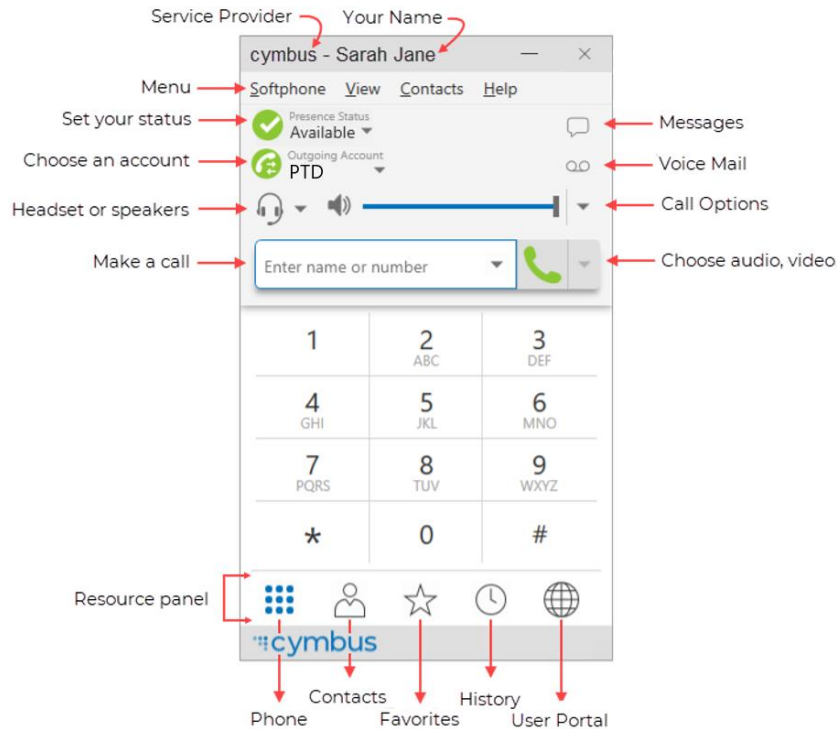 Service Provider Your Name
cymbus - Sarah Jane
Menu Softphone View Contacts Help
Set your status Presence Status
Available Messages
Choose an account Outgoing Account
PTD Voice Mail
Headset or speakers Call Options
Make a call Enter name or number Choose audio, video
1 2 3
ABC DEF
4 5 6
GHI JKL MNO
7 8 9
PQRS TUV WXYZ
* 0 #
Resource panel
cymbus
Contacts History
Phone Favorites User Portal